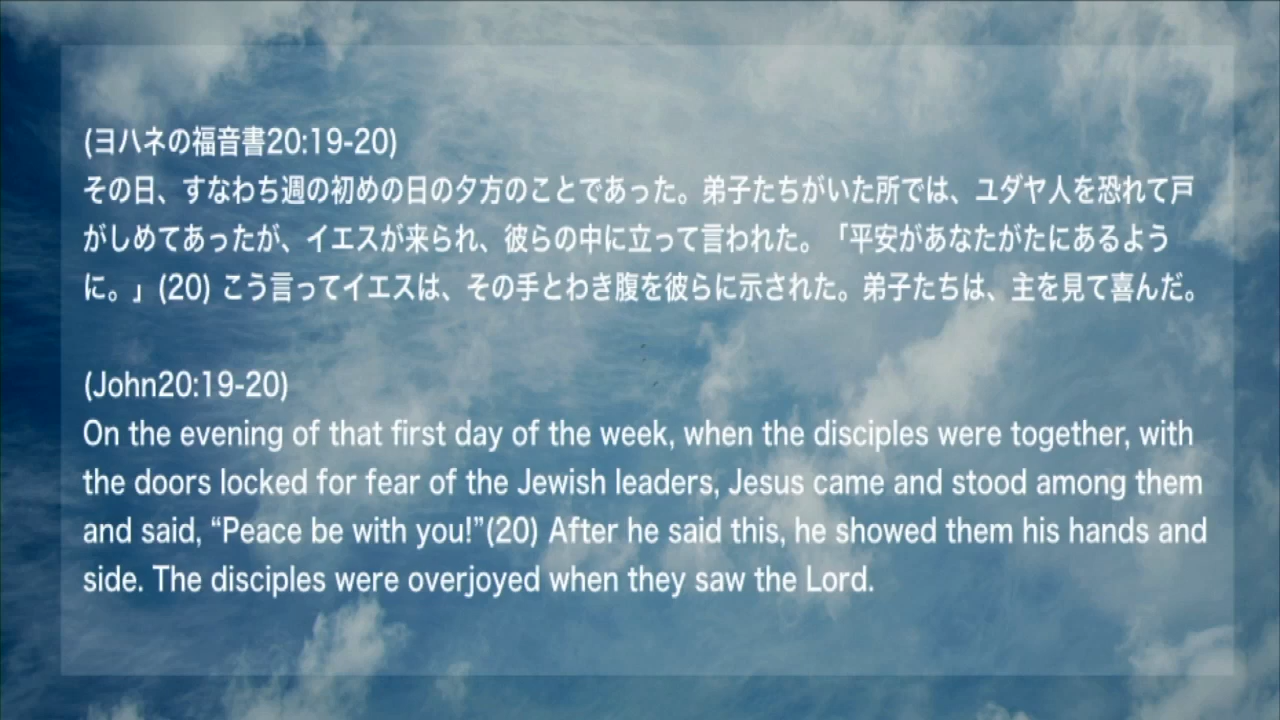 (ヨハネの福音書20:19-20)
その日、すなわち週の初めの日の夕方のことであった。弟子たちがいた所では、ユダヤ人を恐れて戸
がしめてあったが、イエスが来られ、彼らの中に立って言われた。「平安があなたがたにあるよう
に。」(20) こう言ってイエスは、その手とわき腹を彼らに示された。弟子たちは、主を見て喜んだ。
(John20:19-20)
On the evening of that first day of the week, when the disciples were together, with
the doors locked for fear of the Jewish leaders, Jesus came and stood among them
and said, “Peace be with you!”(20) After he said this, he showed them his hands and
side. The disciples were overjoyed when they saw the Lord.